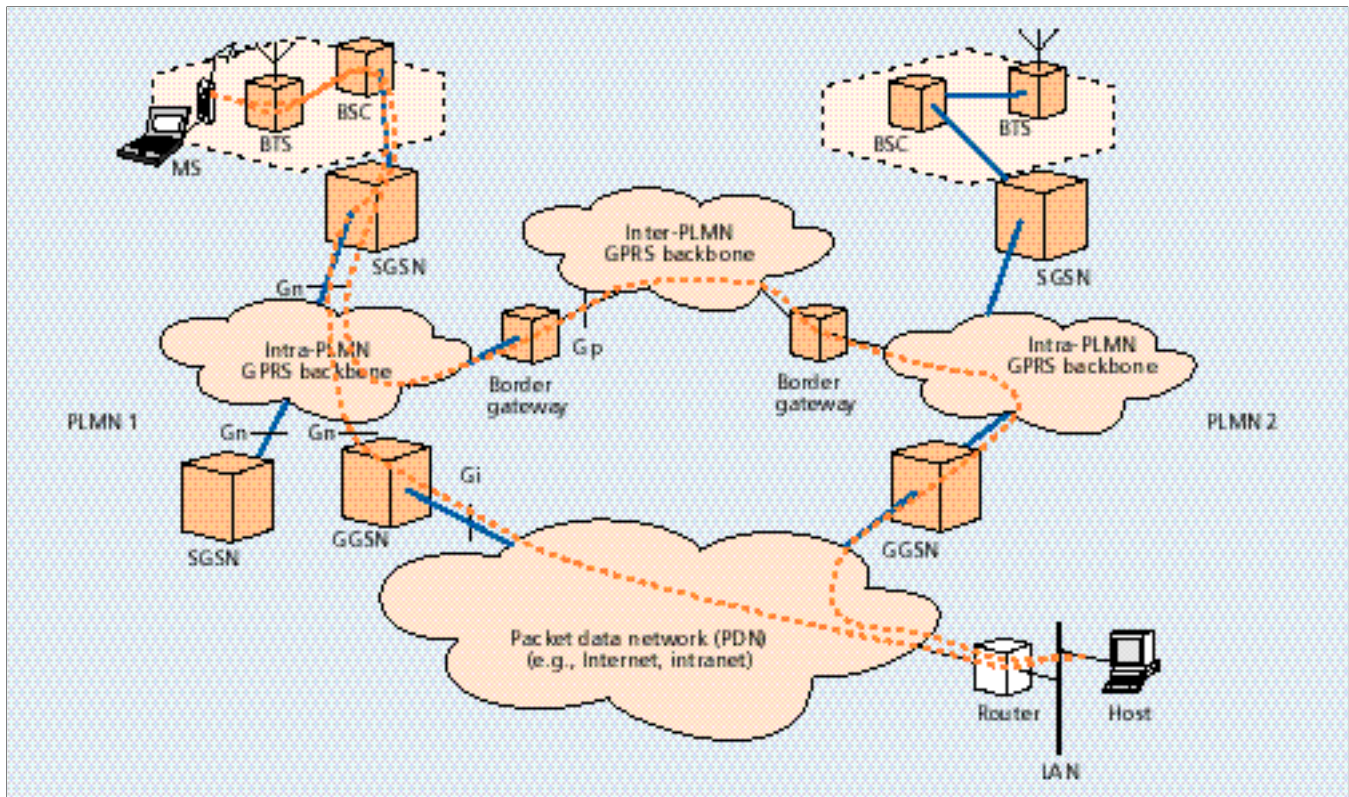 BSC
BTS
MS
BTS
BSC
SGSN
Inter-PLMN
GPRS backbone
SGSN
Gn
Gp
Intra-PLMN
GPRS backbone
Intra-PLMN
GPRS backbone
Border
gateway
Border
gateway
PLMN 1
PLMN 2
Gn
Gn
Gi
SGSN
GGSN
GGSN
Packet data network (PDN)
(e.g., Internet, intranet)
Router
Host
LAN